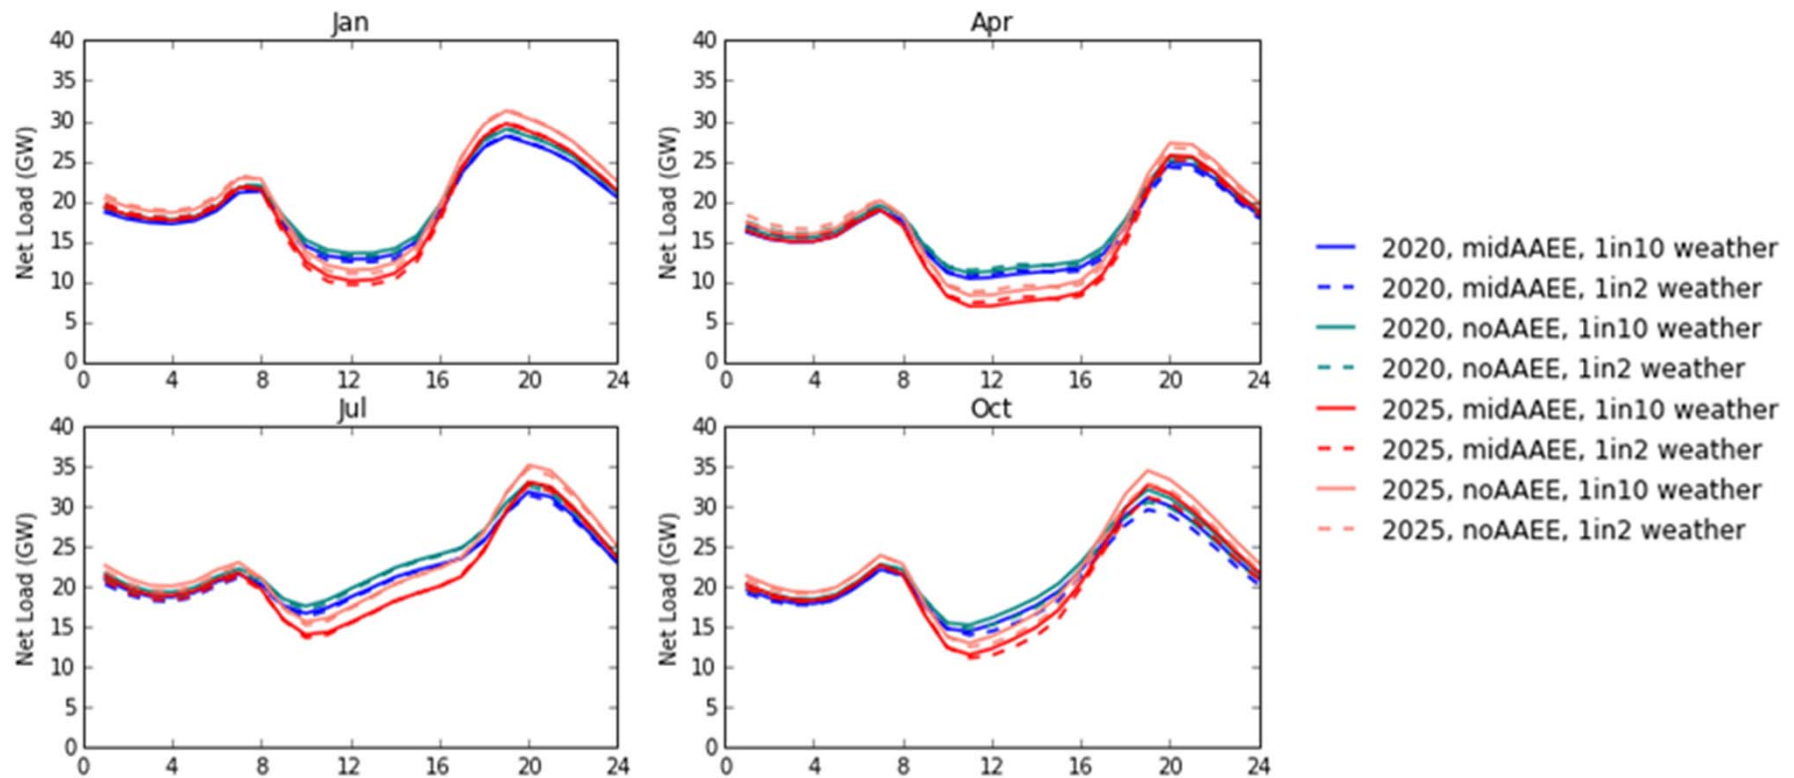 Jan
Net Load (GW)
40
35
30
25
20
15
10
5
0
0 4 8 12 16 20 24
Apr
Net Load (GW)
40
35
30
25
20
15
10
5
0
0 4 8 12 16 20 24
Jul
Net Load (GW)
40
35
30
25
20
15
10
5
0
0 4 8 12 16 20 24
Oct
Net Load (GW)
40
35
30
25
20
15
10
5
0
0 4 8 12 16 20 24
2020, midAAEE, 1in10 weather
2020, midAAEE, 1in2 weather
2020, noAAEE, 1in10 weather
2020, noAAEE, 1in2 weather
2025, midAAEE, 1in10 weather
2025, midAAEE, 1in2 weather
2025, noAAEE, 1in10 weather
2025, noAAEE, 1in2 weather